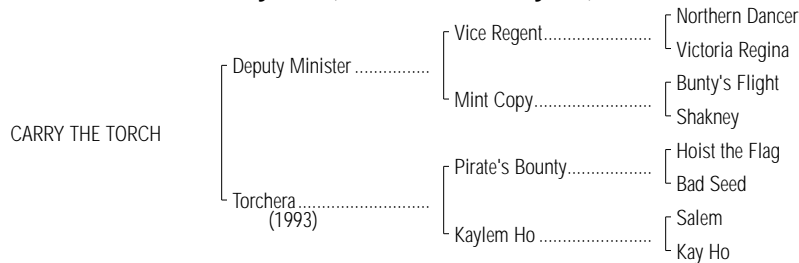 Northern Dancer
Vice Regent......................
Victoria Regina
Deputy Minister ................
Bunty's Flight
Mint Copy........................
Shakney
CARRY THE TORCH
Hoist the Flag
Pirate's Bounty.................
Bad Seed
Torchera...........................
(1993)
Salem
Kaylem Ho .......................
Kay Ho